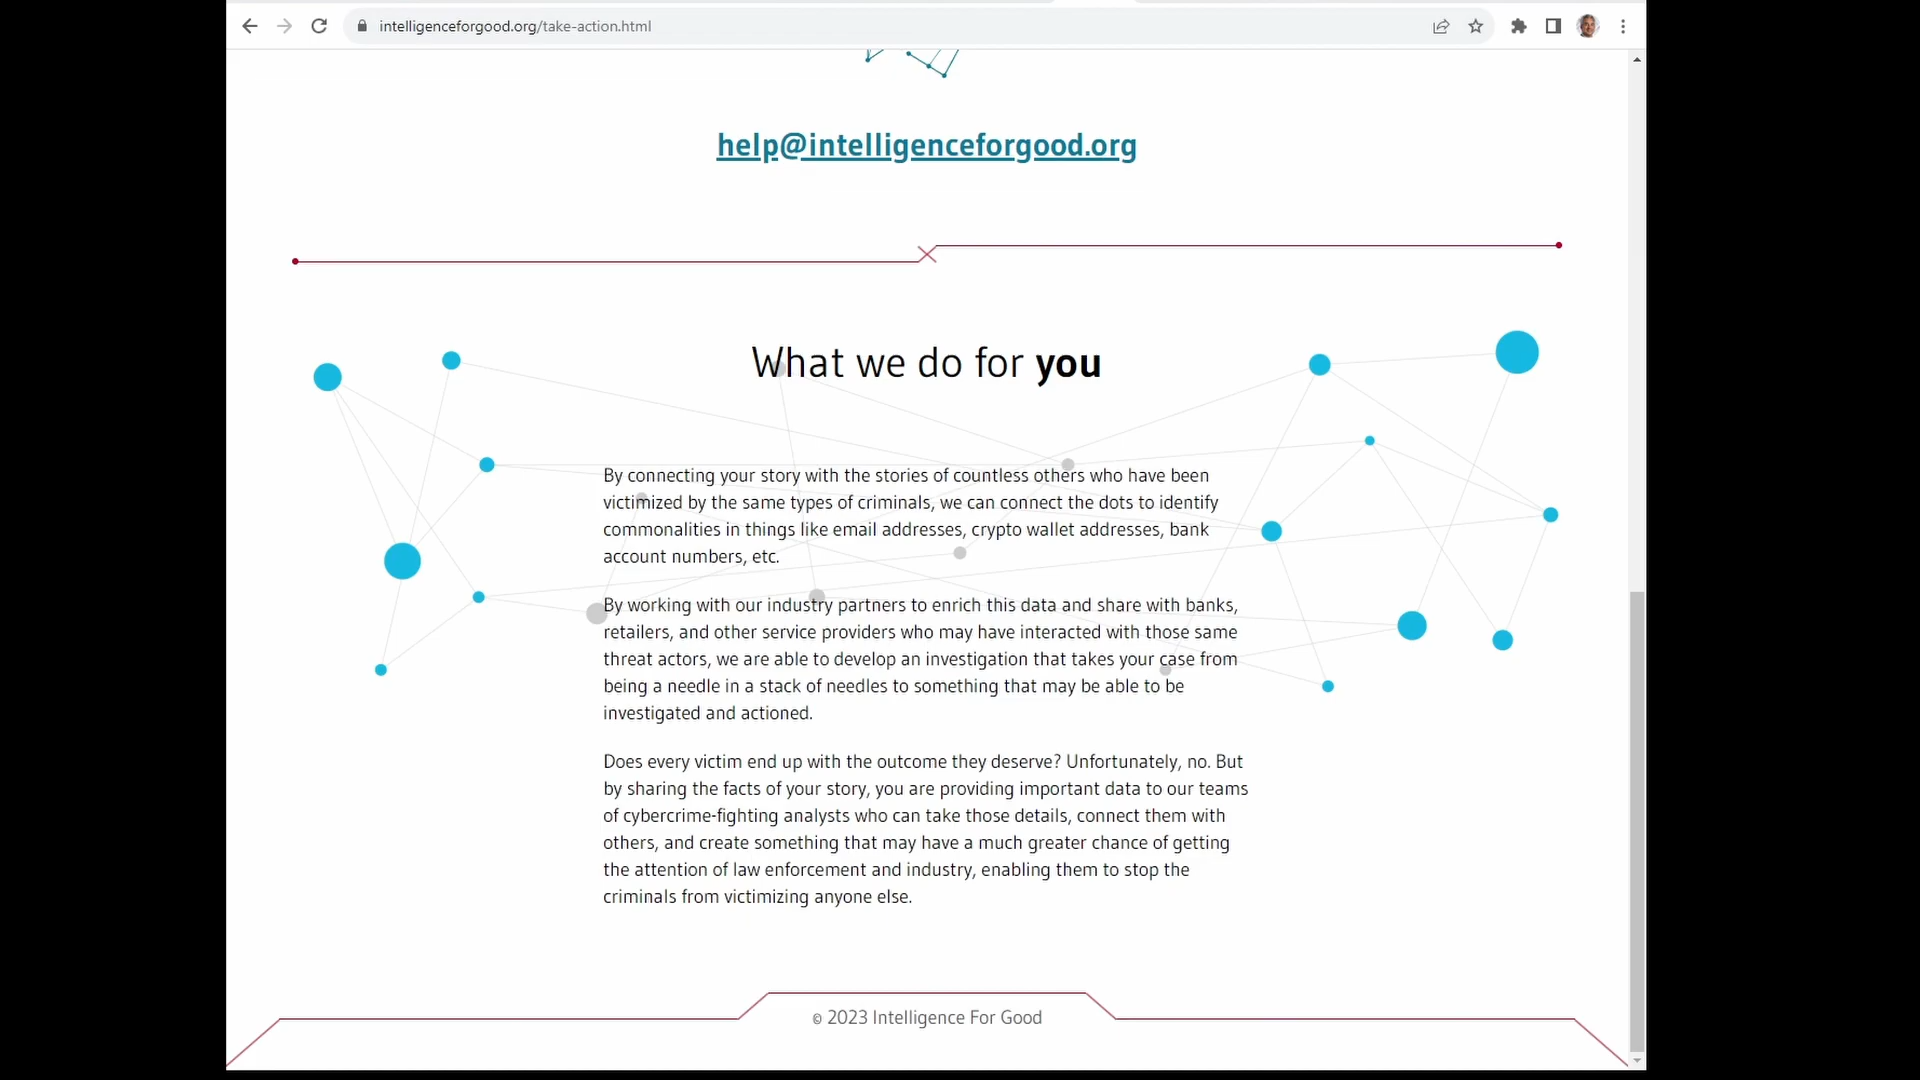 intelligenceforgood.org/take-action.html
help@intelligenceforgood.org
What we do for you
By connecting your story with the stories of countless others who have been
victimized by the same types of criminals, we can connect the dots to identify
commonalities in things like email addresses, crypto wallet addresses, bank
account numbers, etc.
By working with our industry partners to enrich this data and share with banks,
retailers, and other service providers who may have interacted with those same
threat actors, we are able to develop an investigation that takes your case from
being a needle in a stack of needles to something that may be able to be
investigated and actioned.
Does every victim end up with the outcome they deserve? Unfortunately, no. But
by sharing the facts of your story, you are providing important data to our teams
of cybercrime-fighting analysts who can take those details, connect them with
others, and create something that may have a much greater chance of getting
the attention of law enforcement and industry, enabling them to stop the
criminals from victimizing anyone else.
© 2023 Intelligence For Good